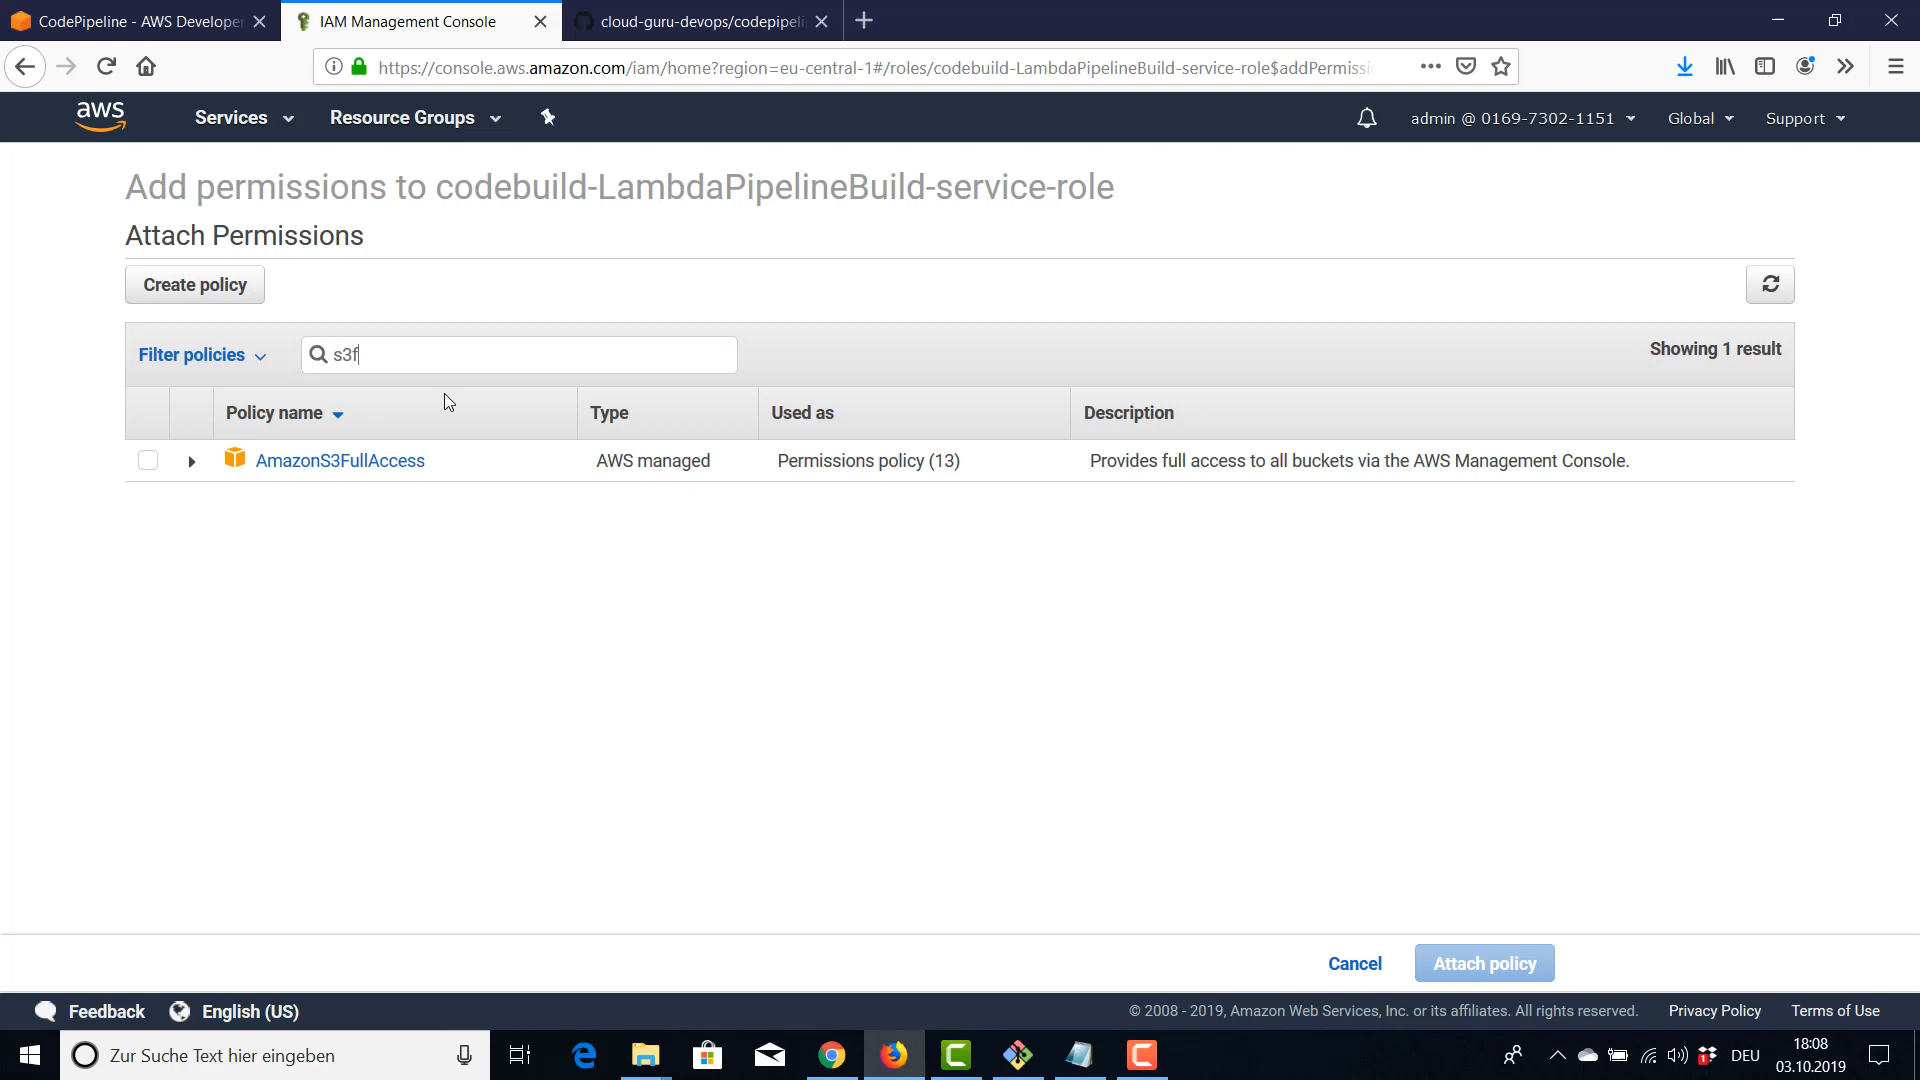 CodePipeline - AWS Developer
IAM Management Console
cloud-guru-devops/codepipeli
https://console.aws.amazon.com/iam/home?region=eu-central-1#/roles/codebuild-LambdaPipelineBuild-service-role$addPermissi
aws
Services
Resource Groups
admin @ 0169-7302-1151
Global
Support
Add permissions to codebuild-LambdaPipelineBuild-service-role
Attach Permissions
Create policy
Filter policies
s3f
Showing 1 result
Policy name
Type
Used as
Description
AmazonS3FullAccess
AWS managed
Permissions policy (13)
Provides full access to all buckets via the AWS Management Console.
Cancel
Attach policy
Feedback
English (US)
© 2008 - 2019, Amazon Web Services, Inc. or its affiliates. All rights reserved.
Privacy Policy
Terms of Use
Zur Suche Text hier eingeben
1
DEU
18:08
03.10.2019